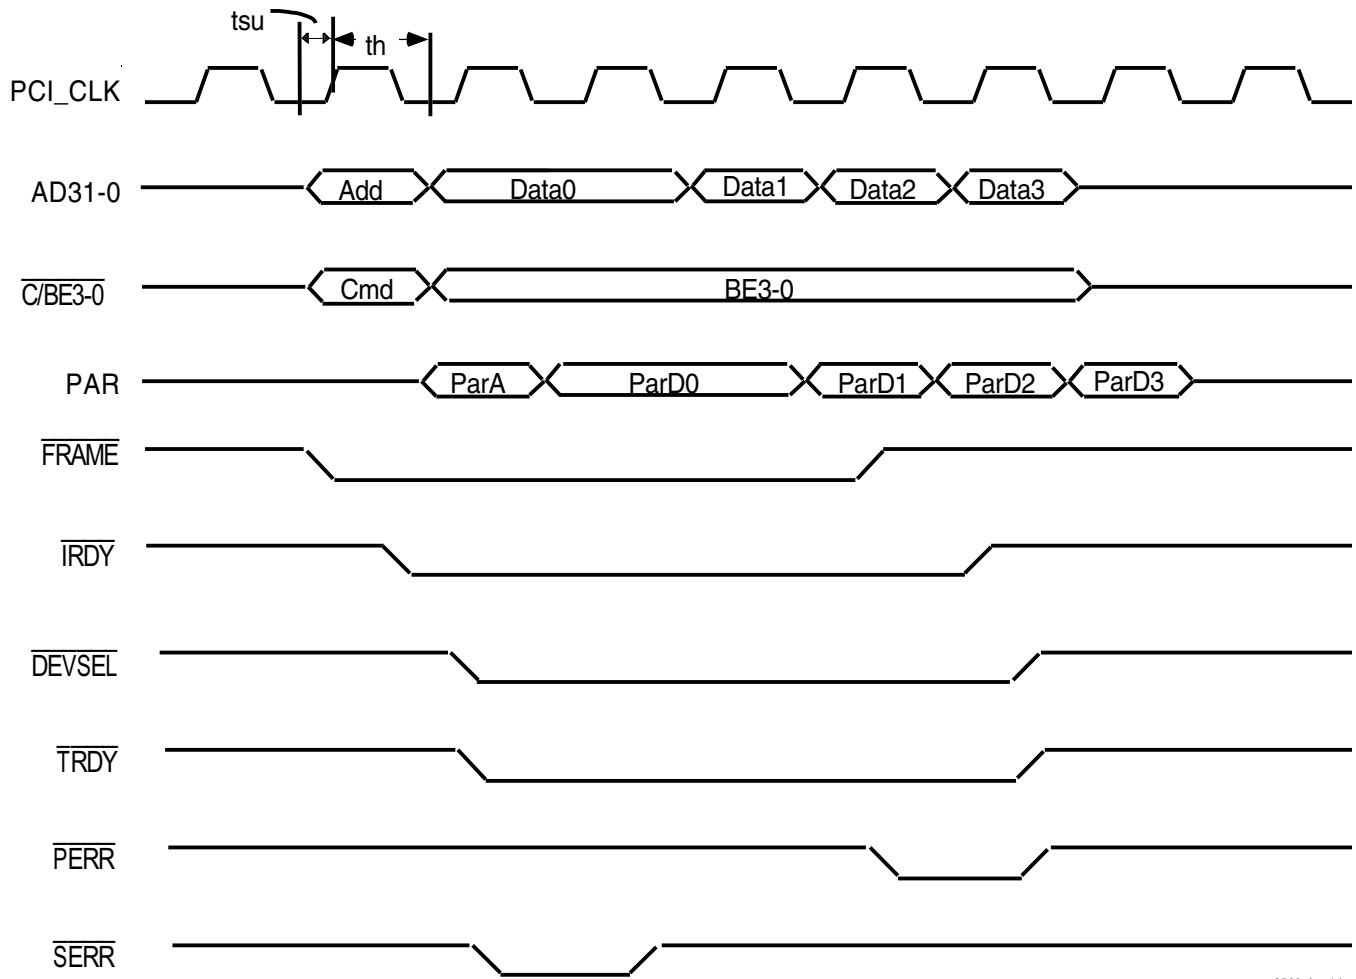 tsu
th
PCI_CLK
AD31-0 Add Data0 Data1 Data2 Data3
C/BE3-0 Cmd BE3-0
PAR ParA ParD0 ParD1 ParD2 ParD3
FRAME
IRDY
DEVSEL
TRDY
PERR
SERR